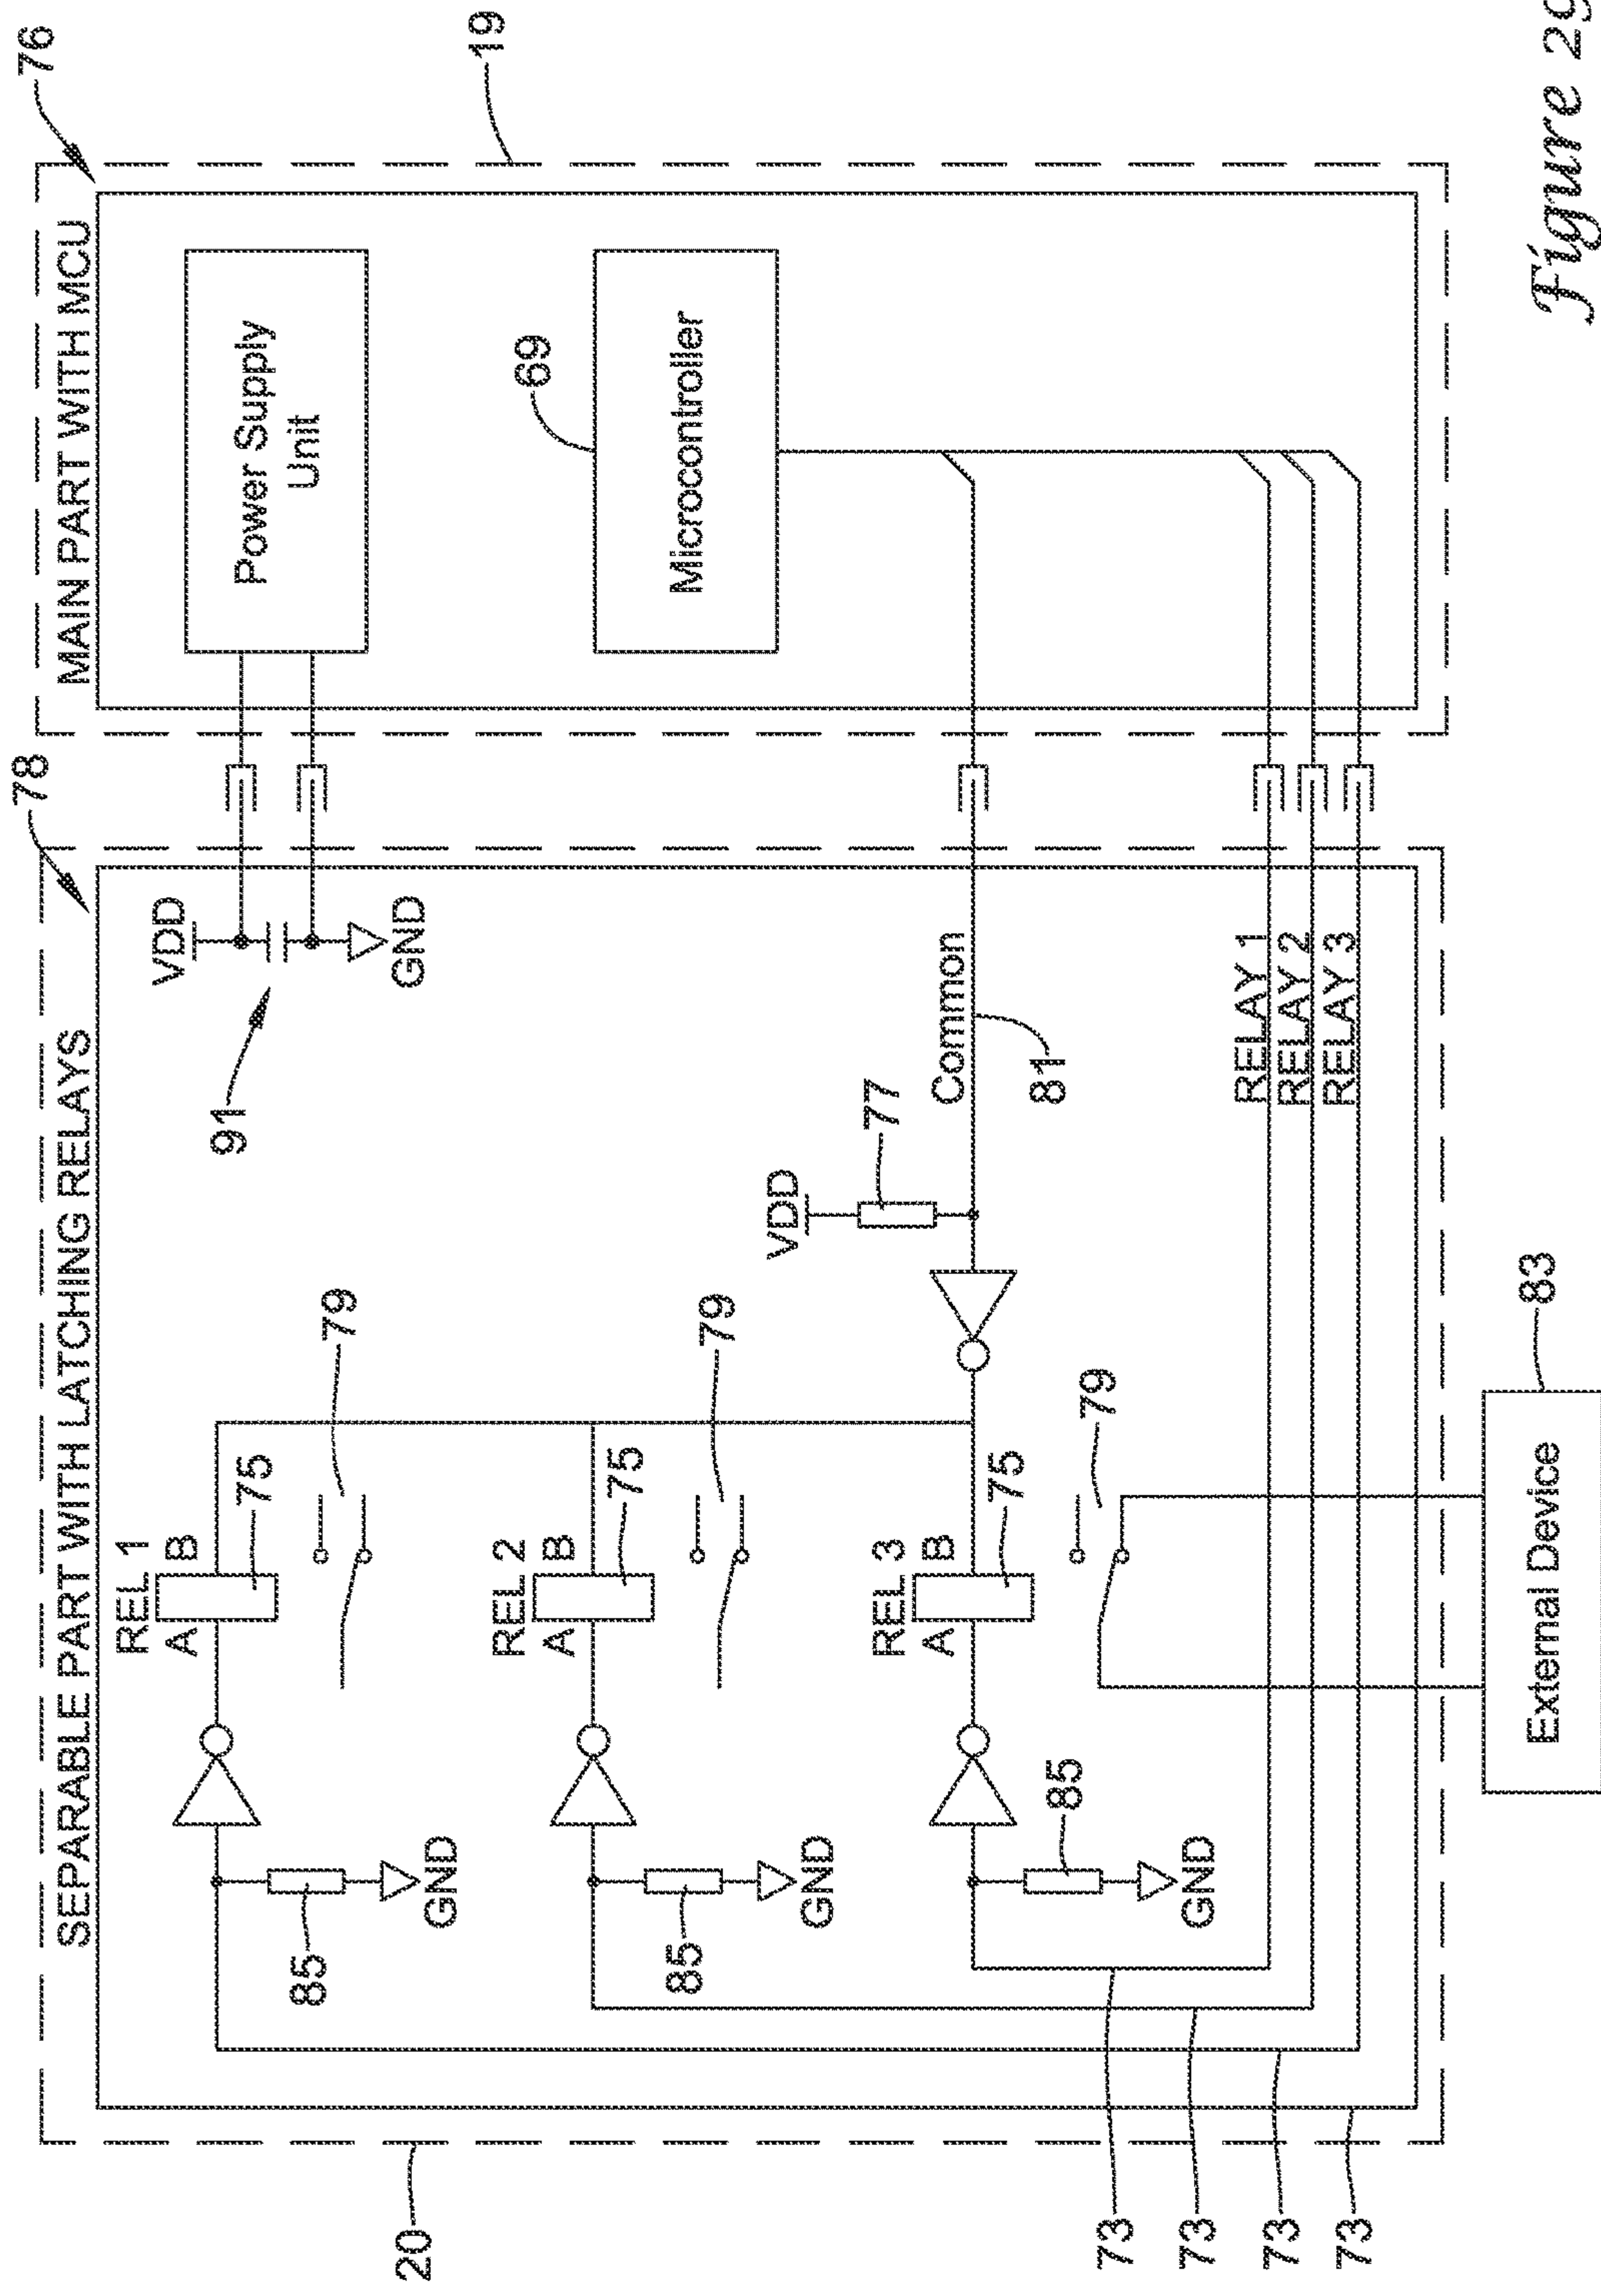 76
19
MAIN PART WITH MCU
Power Supply
Unit
69
Microcontroller
78
SEPARABLE PART WITH LATCHING RELAYS
VDD
GND
91
Common
81
77
VDD
RELAY 1
RELAY 2
RELAY 3
REL 1
A B
75
79
REL 2
A B
75
79
REL 3
A B
75
79
85
GND
85
GND
85
GND
83
External Device
20
73
73
73
73
Figure 29